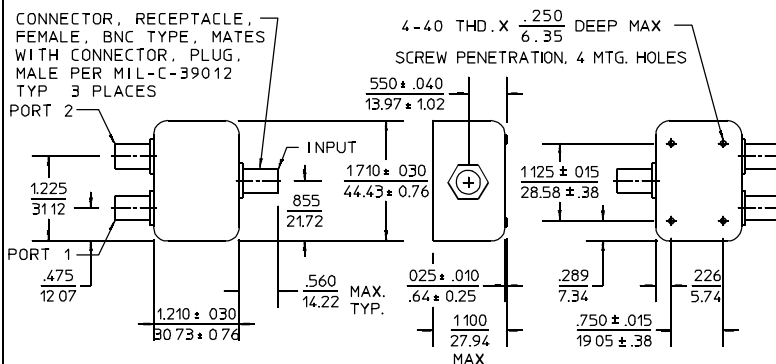 CONNECTOR, RECEPTACLE,
FEMALE, BNC TYPE, MATES
WITH CONNECTOR, PLUG,
MALE PER MIL-C-39012
TYP 3 PLACES
PORT 2
INPUT
1.225
31 12
PORT 1
.475
12 07
1.210 ± 030
30 73 ± 0 76
855
21.72
.560
14.22
MAX.
TYP.
1 710 ± 030
44.43 ± 0.76
4-40 THD. X .250
6.35
DEEP MAX
SCREW PENETRATION, 4 MTG. HOLES
550 ± .040
13.97 ± 1.02
025 ± .010
.64 ± 0.25
1 100
27.94
MAX
1 125 ± 015
28.58 ± .38
.289
7.34
226
5.74
.750 ± .015
19 05 ± .38